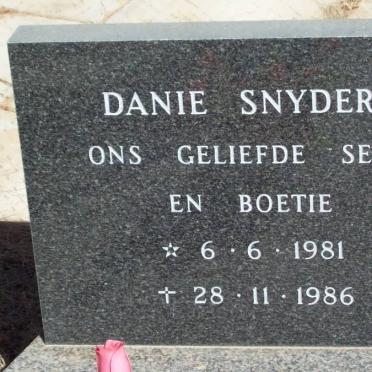 DANIE SNYDER
ONS GELIEFDE SE
EN BOETIE
☆ 6 · 6 · 1981
† 28 · 11 · 1986